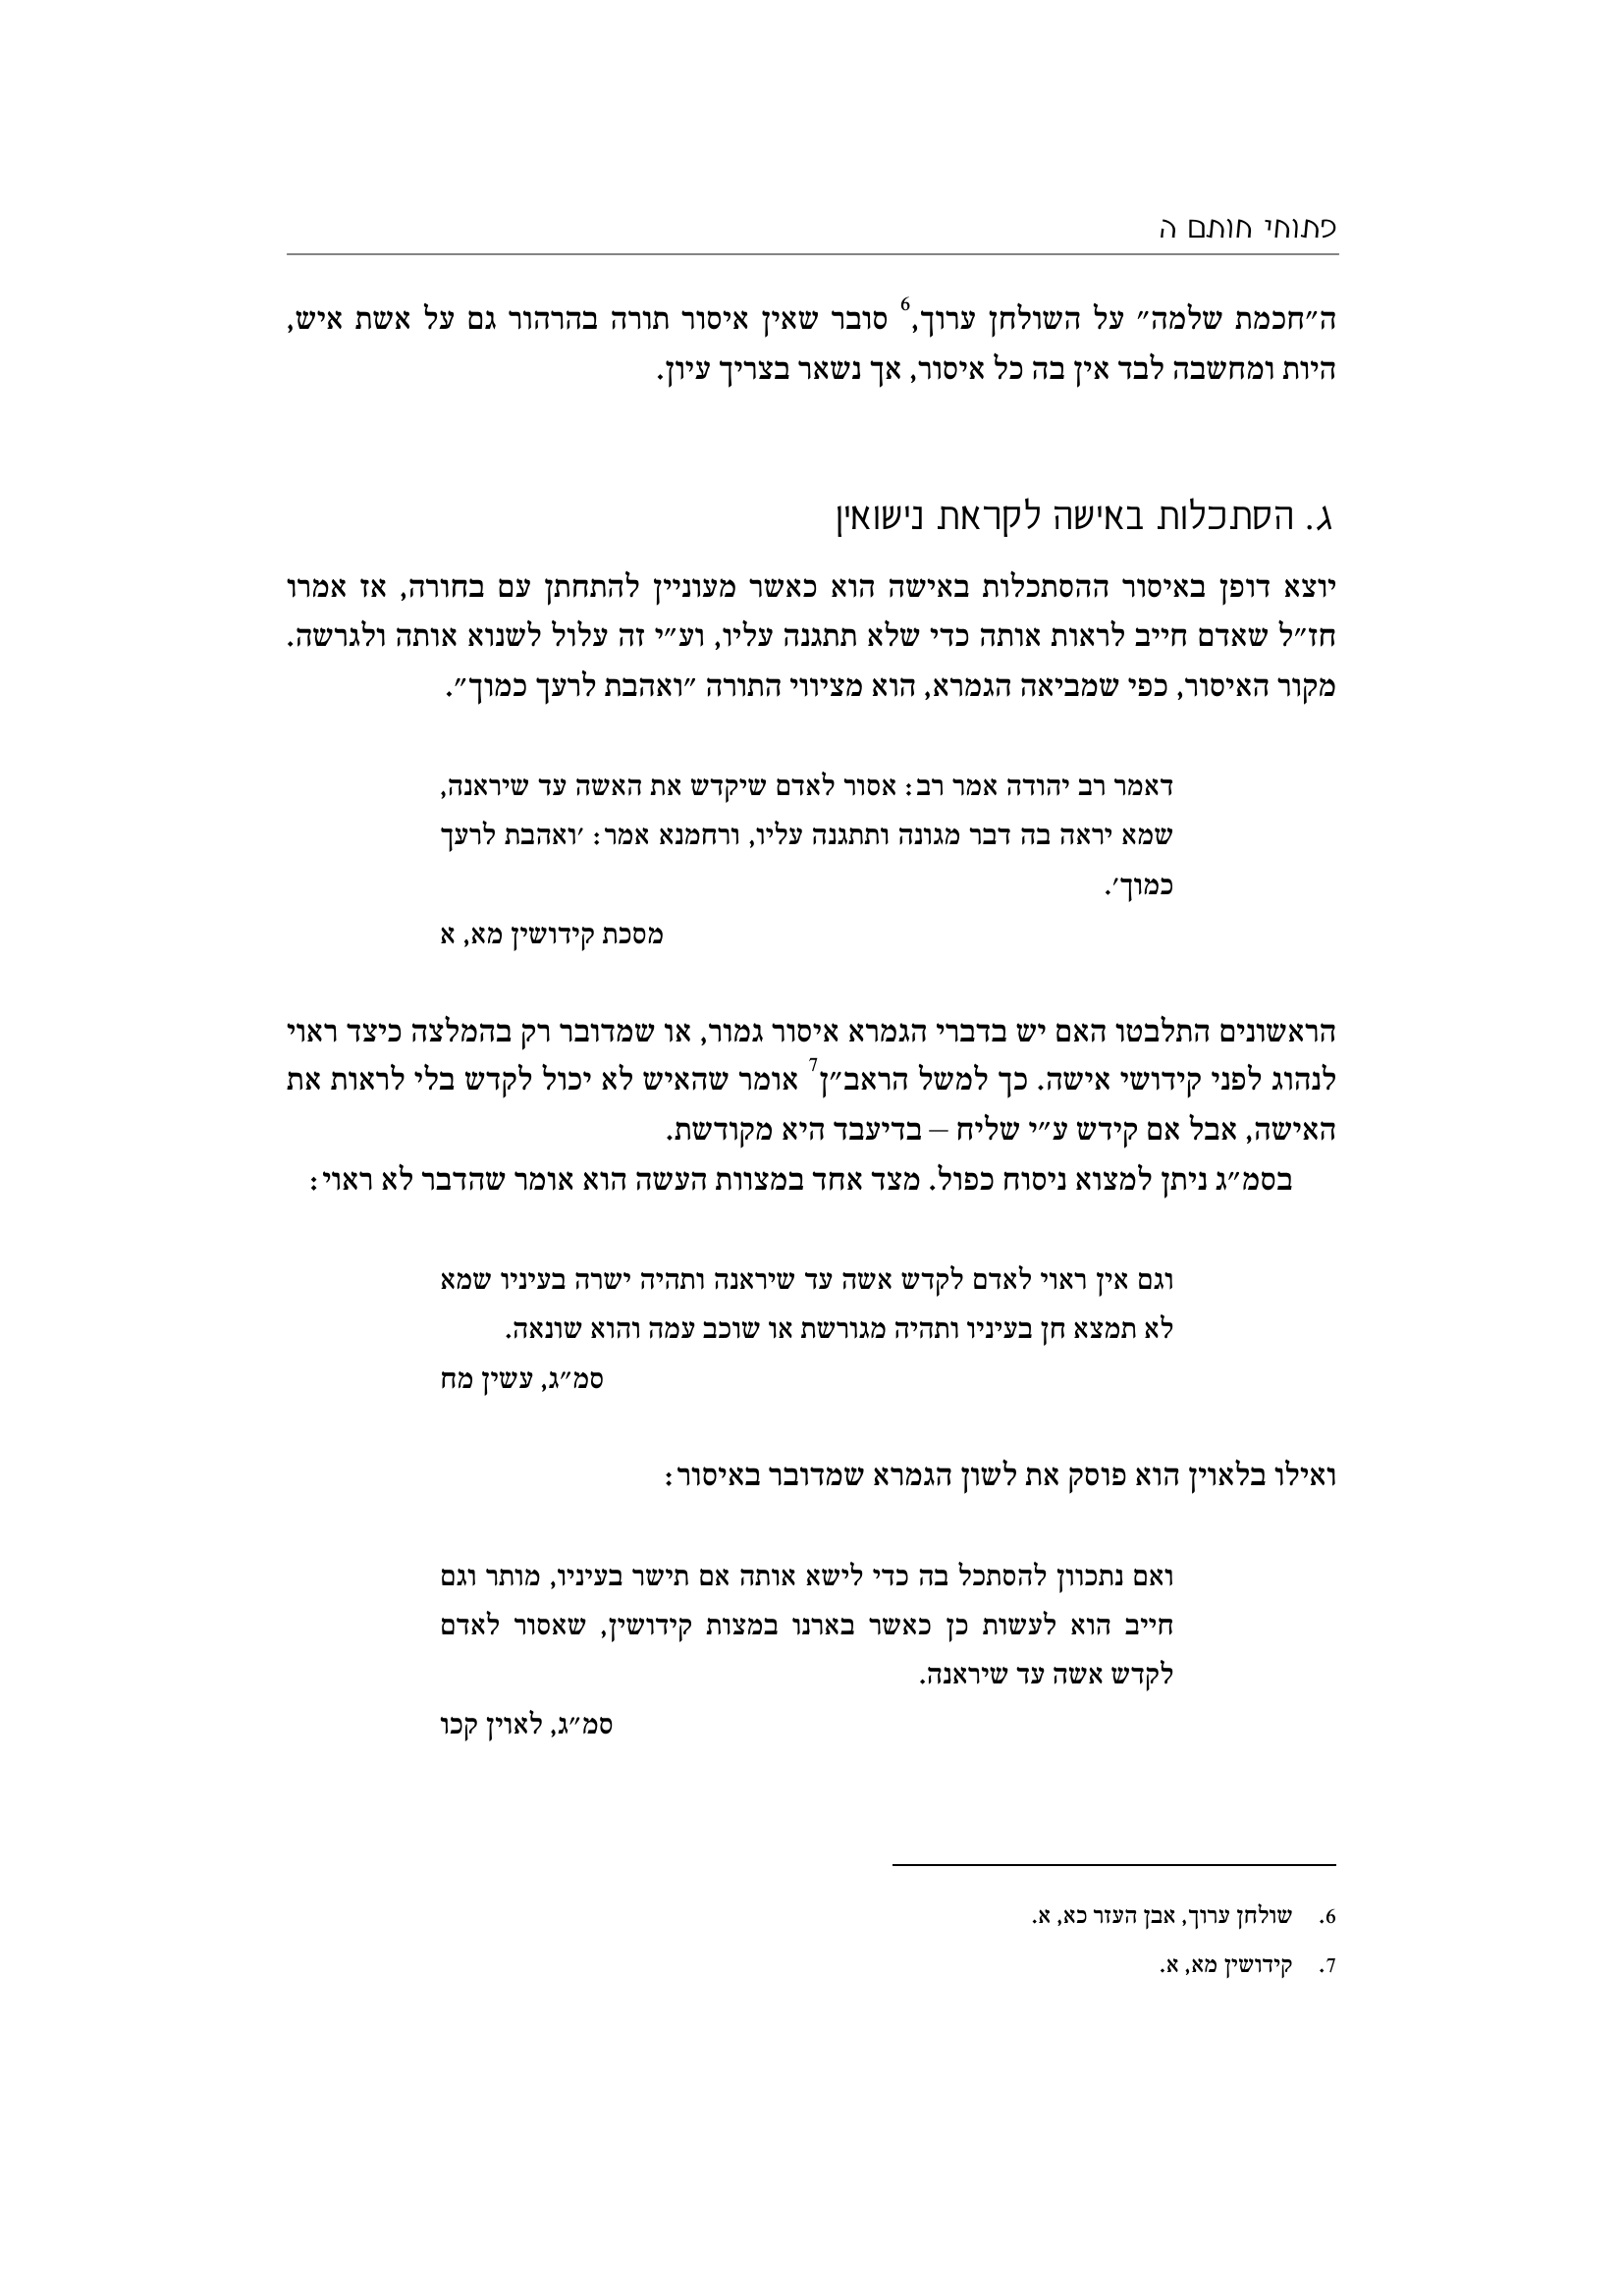 פתוחי חותם ה
ה״חכמת שלמה״ על השולחן ערוך,6 סובר שאין איסור תורה בהרהור גם על אשת איש,
היות ומחשבה לבד אין בה כל איסור, אך נשאר בצריך עיון.
ג. הסתכלות באישה לקראת נישואין
יוצא דופן באיסור ההסתכלות באישה הוא כאשר מעוניין להתחתן עם בחורה, אז אמרו
חז״ל שאדם חייב לראות אותה כדי שלא תתגנה עליו, וע״י זה עלול לשנוא אותה ולגרשה.
מקור האיסור, כפי שמביאה הגמרא, הוא מציווי התורה ״ואהבת לרעך כמוך״.
דאמר רב יהודה אמר רב: אסור לאדם שיקדש את האשה עד שיראנה,
שמא יראה בה דבר מגונה ותתגנה עליו, ורחמנא אמר: ׳ואהבת לרעך
כמוך׳.
מסכת קידושין מא, א
הראשונים התלבטו האם יש בדברי הגמרא איסור גמור, או שמדובר רק בהמלצה כיצד ראוי
לנהוג לפני קידושי אישה. כך למשל הראב״ן7 אומר שהאיש לא יכול לקדש בלי לראות את
האישה, אבל אם קידש ע״י שליח – בדיעבד היא מקודשת.
בסמ״ג ניתן למצוא ניסוח כפול. מצד אחד במצוות העשה הוא אומר שהדבר לא ראוי:
וגם אין ראוי לאדם לקדש אשה עד שיראנה ותהיה ישרה בעיניו שמא
לא תמצא חן בעיניו ותהיה מגורשת או שוכב עמה והוא שונאה.
סמ״ג, עשין מח
ואילו בלאוין הוא פוסק את לשון הגמרא שמדובר באיסור:
ואם נתכוון להסתכל בה כדי לישא אותה אם תישר בעיניו, מותר וגם
חייב הוא לעשות כן כאשר בארנו במצות קידושין, שאסור לאדם
לקדש אשה עד שיראנה.
סמ״ג, לאוין קכו
6. שולחן ערוך, אבן העזר כא, א.
7. קידושין מא, א.